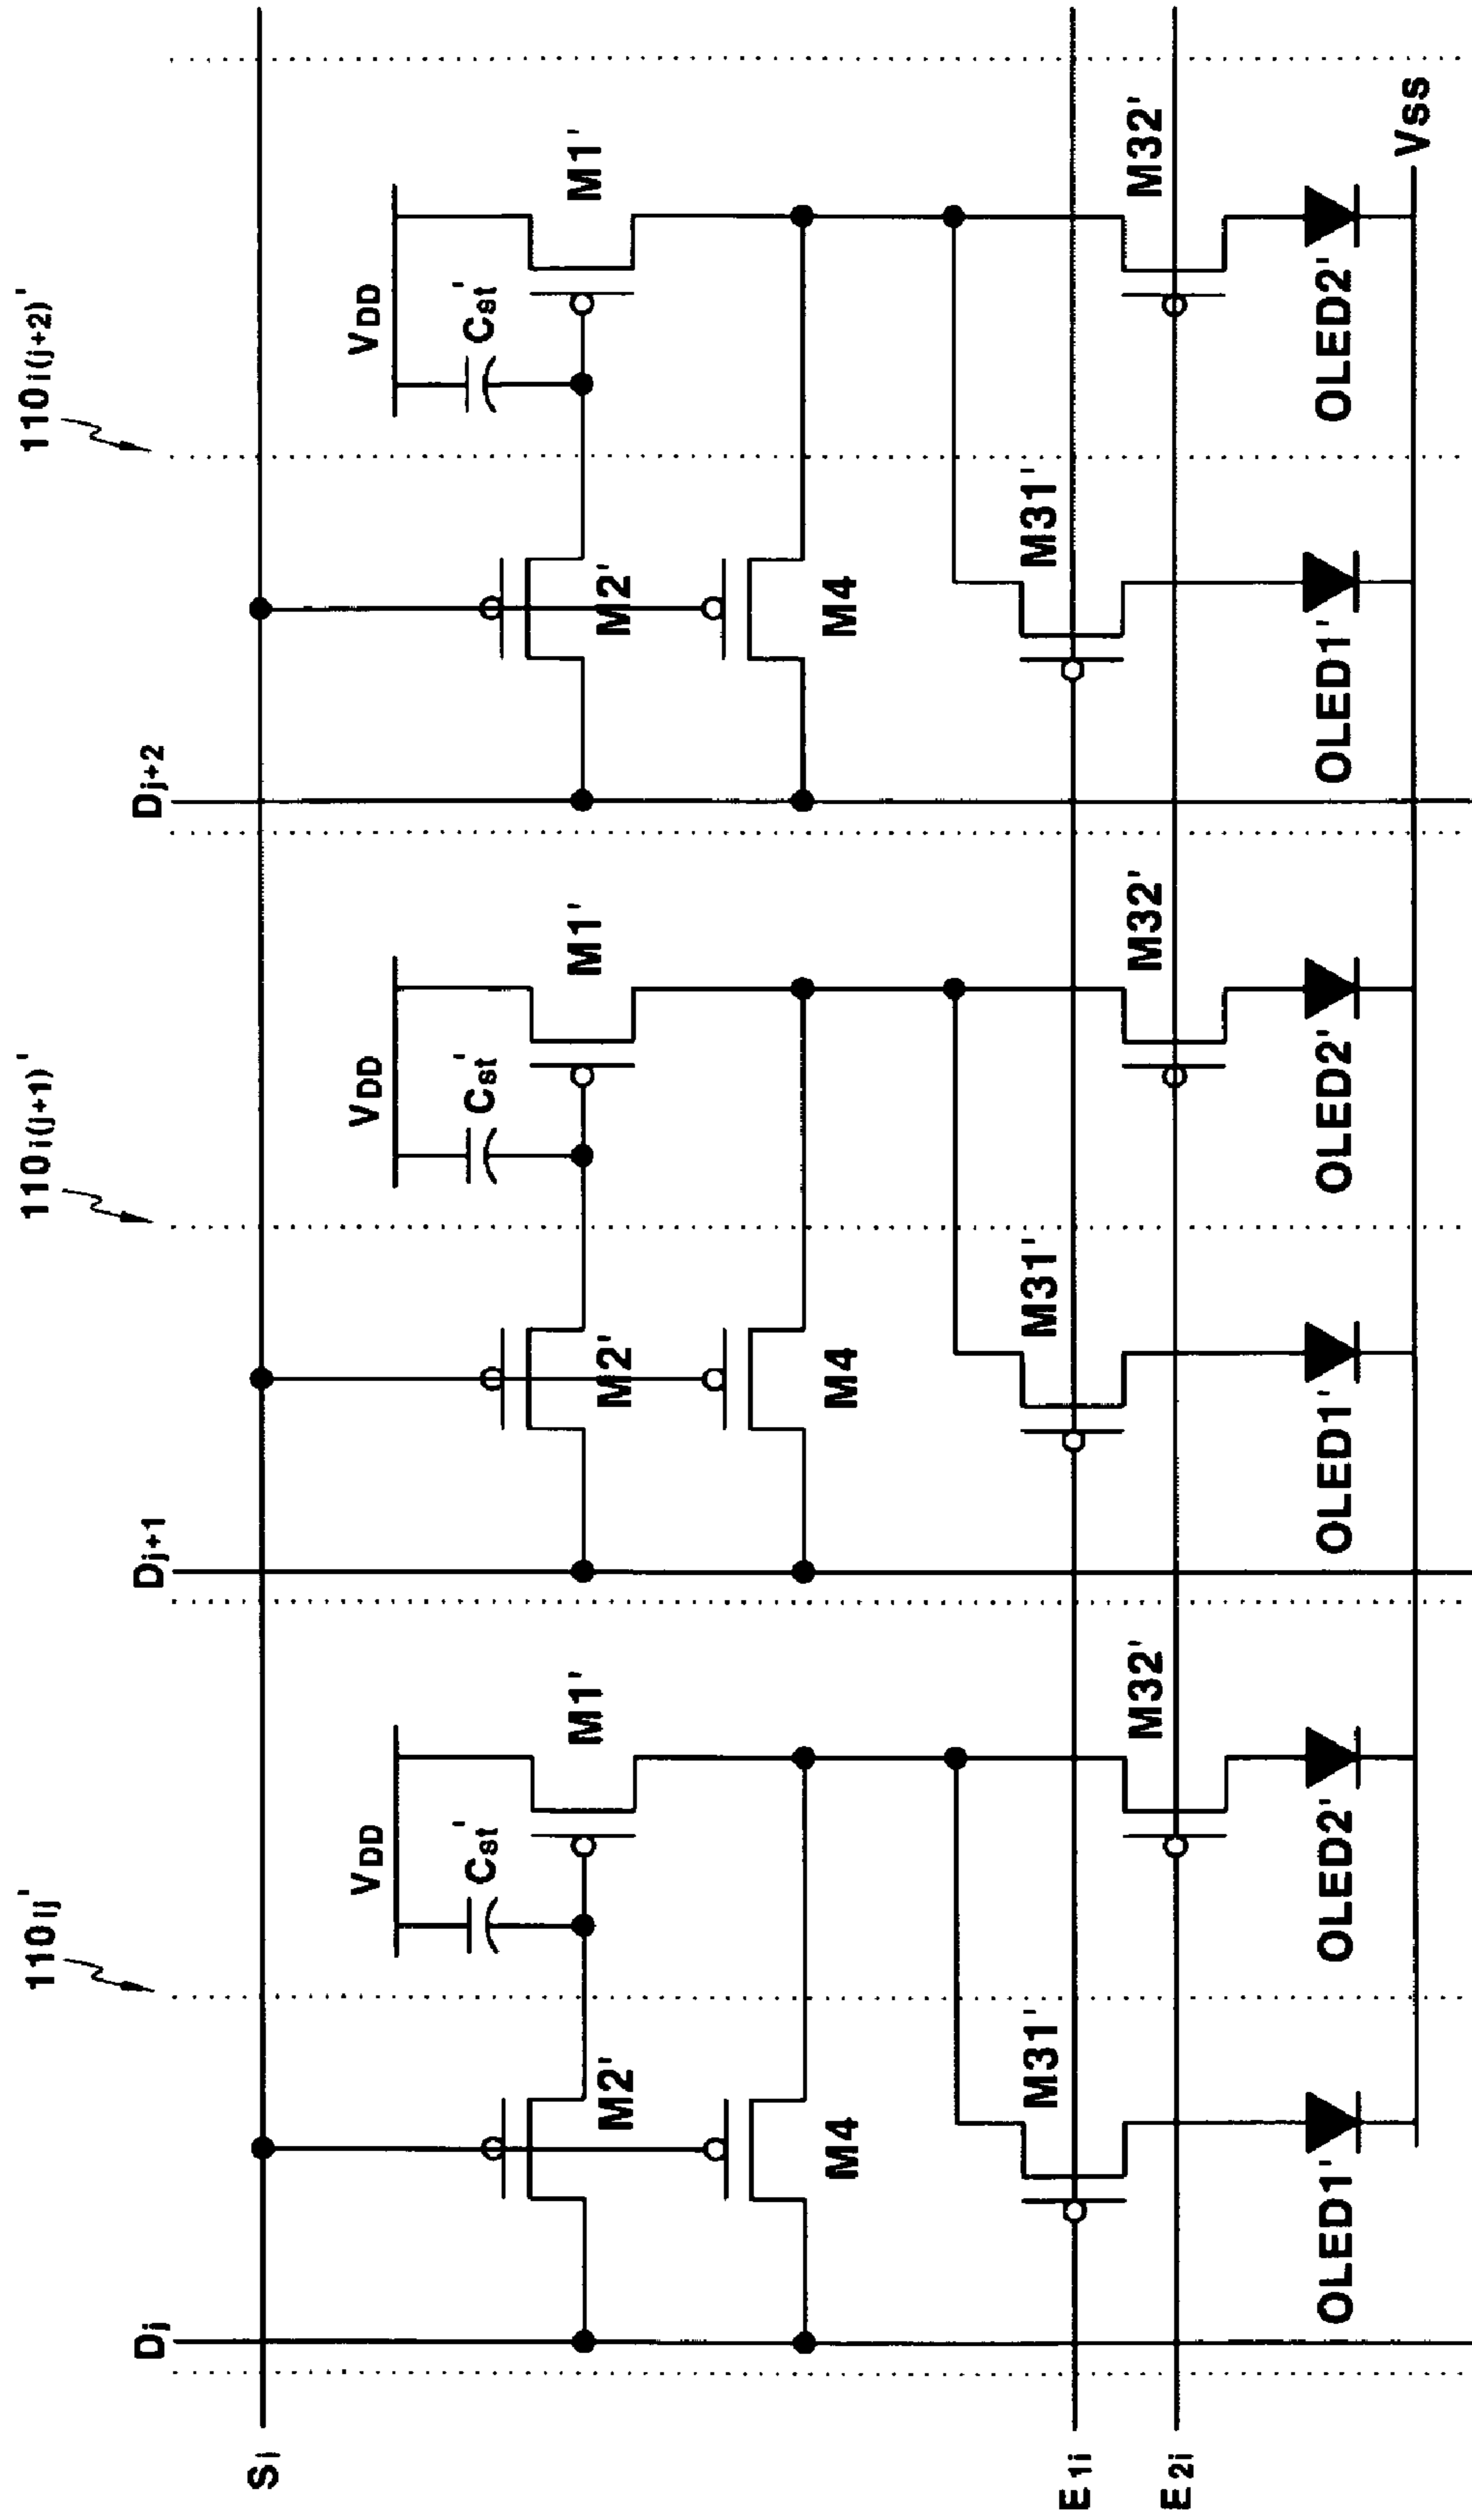 110ij'
110i(j+1)'
110i(j+2)'
Dj
Dj+1
Dj+2
Si
VDD
VDD
VDD
Cst'
Cst'
Cst'
M1'
M1'
M1'
M2'
M2'
M2'
M4
M4
M4
M31'
M31'
M31'
E1i
M32'
M32'
M32'
E2i
OLED1'
OLED2'
OLED1'
OLED2'
OLED1'
OLED2'
Vss